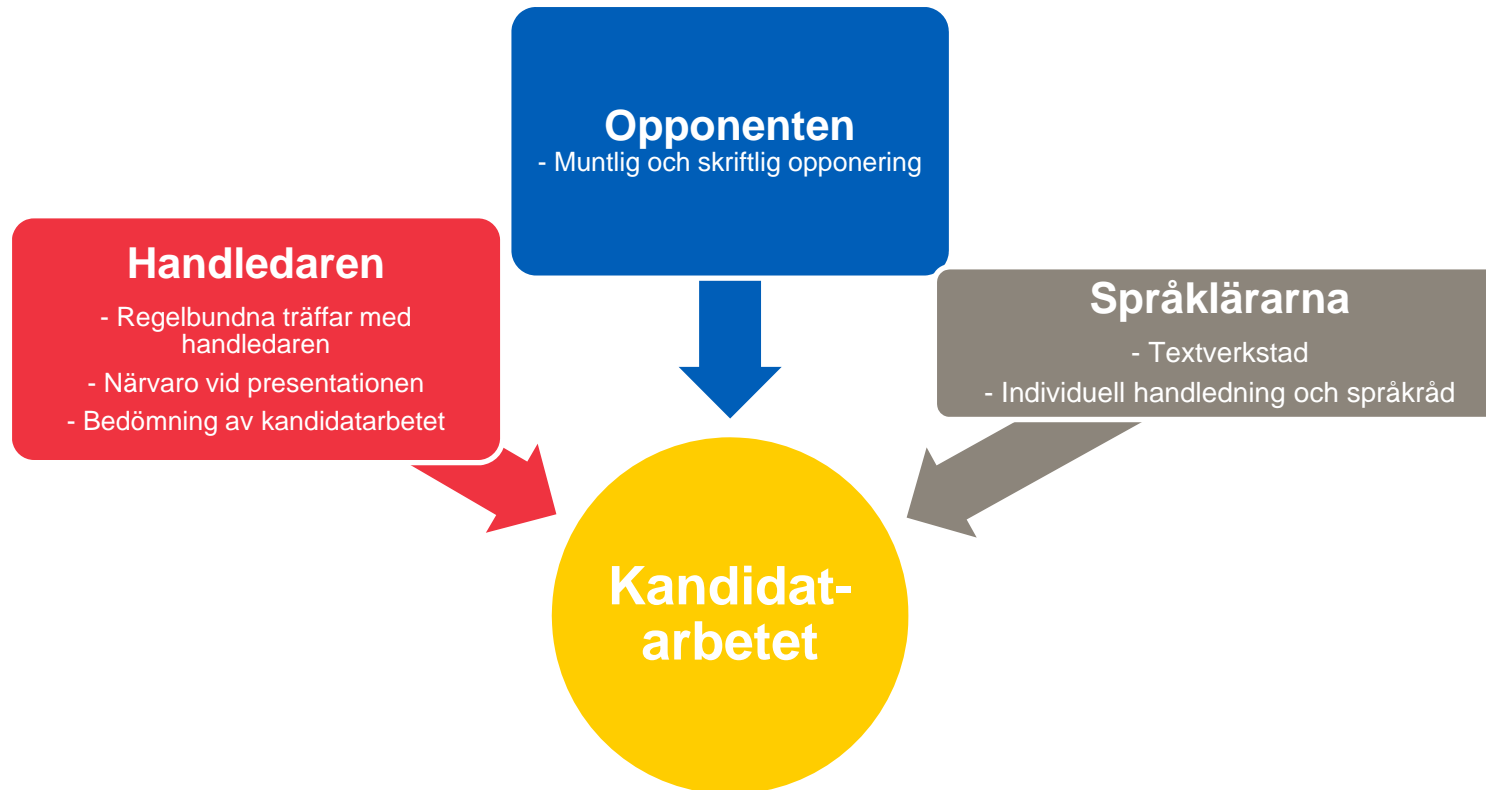 Opponenten
- Muntlig och skriftlig opponering
Handledaren
- Regelbundna träffar med
handledaren
- Närvaro vid presentationen
- Bedömning av kandidatarbetet
Språklärarna
- Textverkstad
- Individuell handledning och språkråd
Kandidat-
arbetet